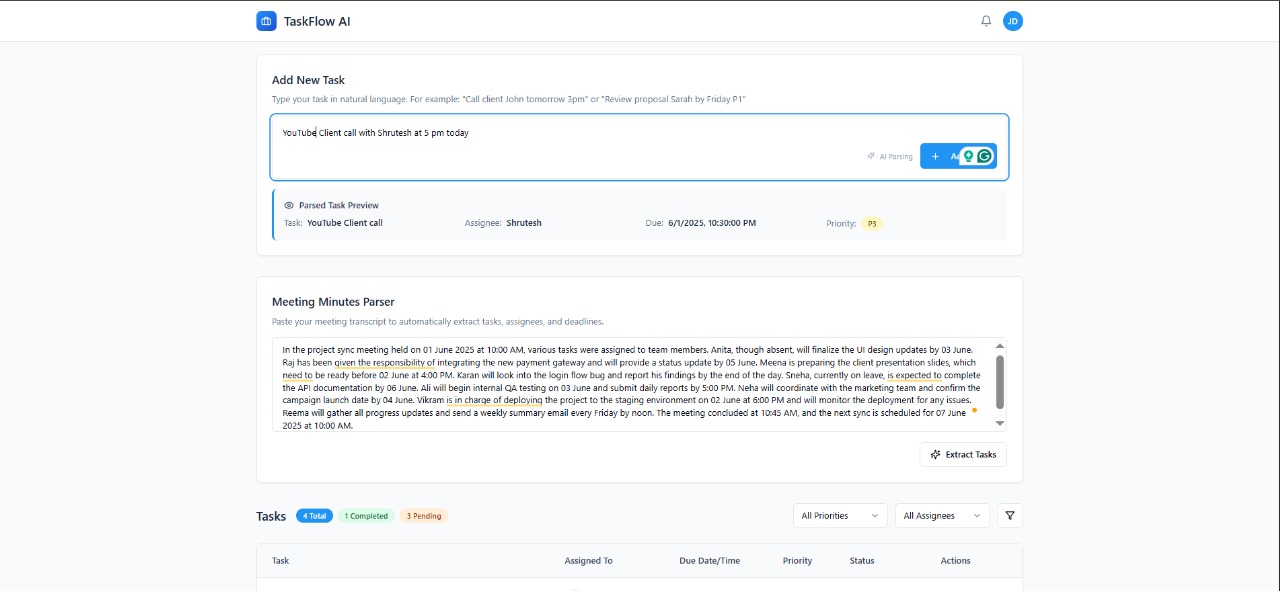 TaskFlow AI
JD
Add New Task
Type your task in natural language. For example: "Call client John tomorrow 3pm" or "Review proposal Sarah by Friday P1"
YouTube Client call with Shrutesh at 5 pm today
AI Parsing
Parsed Task Preview
Task: YouTube Client call Assignee: Shrutesh Due: 6/1/2025, 10:30:00 PM Priority: P3
Meeting Minutes Parser
Paste your meeting transcript to automatically extract tasks, assignees, and deadlines.
In the project sync meeting held on 01 June 2025 at 10:00 AM, various tasks were assigned to team members. Anita, though absent, will finalize the UI design updates by 03 June.
Raj has been given the responsibility of integrating the new payment gateway and will provide a status update by 05 June. Meena is preparing the client presentation slides, which
need to be ready before 02 June at 4:00 PM. Karan will look into the login flow bug and report his findings by the end of the day. Sneha, currently on leave, is expected to complete
the API documentation by 06 June. Ali will begin internal QA testing on 03 June and submit daily reports by 5:00 PM. Neha will coordinate with the marketing team and confirm the
campaign launch date by 04 June. Vikram is in charge of deploying the project to the staging environment on 02 June at 6:00 PM and will monitor the deployment for any issues.
Reema will gather all progress updates and send a weekly summary email every Friday by noon. The meeting concluded at 10:45 AM, and the next sync is scheduled for 07 June
2025 at 10:00 AM.
Extract Tasks
Tasks 4 Total 1 Completed 3 Pending All Priorities All Assignees
Task Assigned To Due Date/Time Priority Status Actions